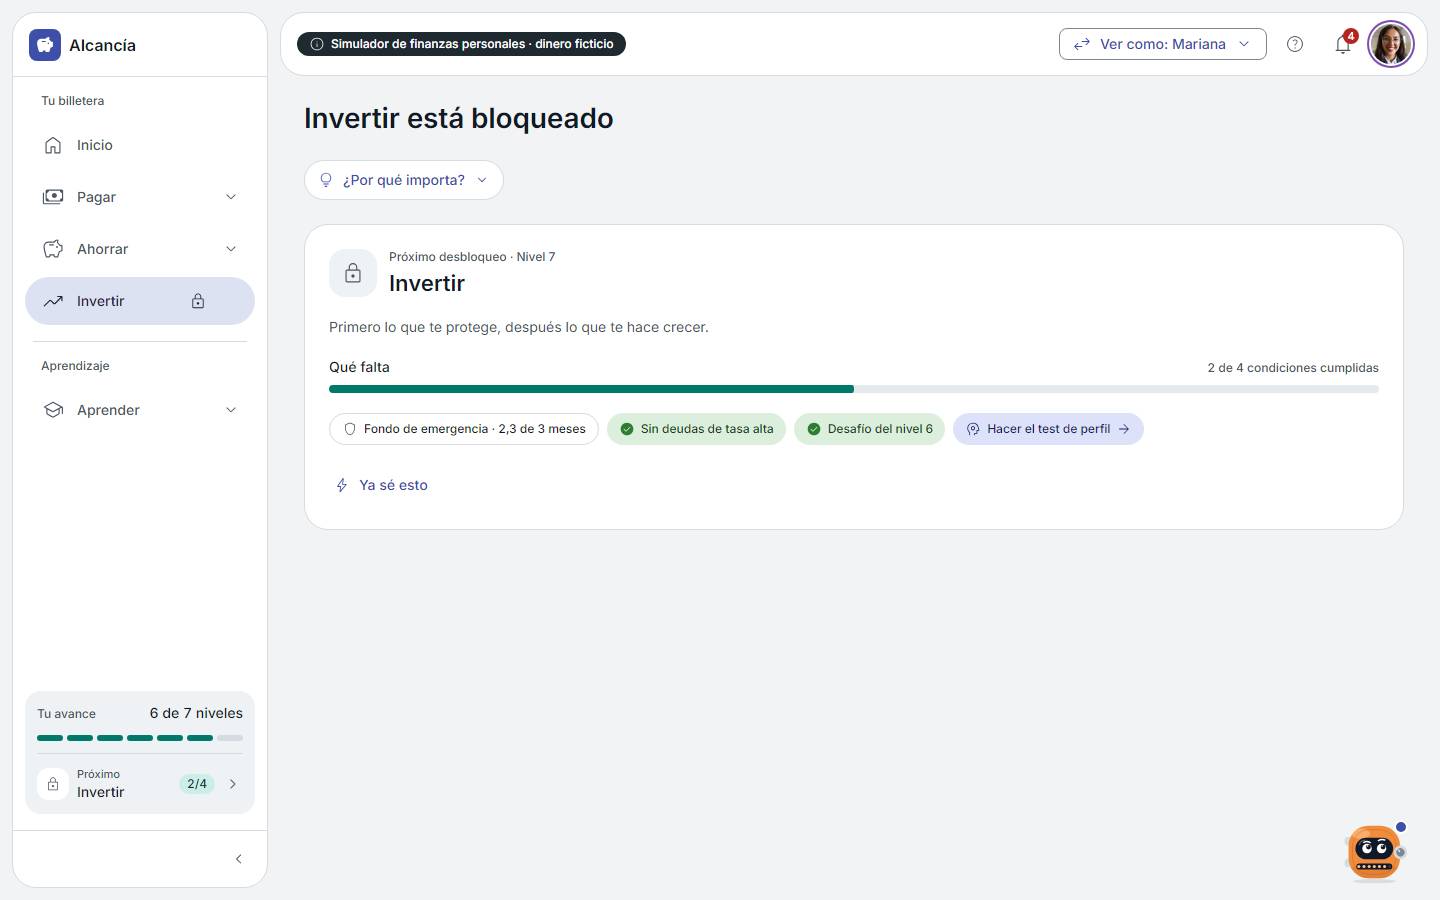 Alcancía
Simulador de finanzas personales · dinero ficticio
Ver como: Mariana
4
Tu billetera
Inicio
Pagar
Ahorrar
Invertir
Aprendizaje
Aprender
Tu avance
6 de 7 niveles
Próximo
Invertir
2/4
Invertir está bloqueado
¿Por qué importa?
Próximo desbloqueo · Nivel 7
Invertir
Primero lo que te protege, después lo que te hace crecer.
Qué falta
2 de 4 condiciones cumplidas
Fondo de emergencia · 2,3 de 3 meses
Sin deudas de tasa alta
Desafío del nivel 6
Hacer el test de perfil
Ya sé esto